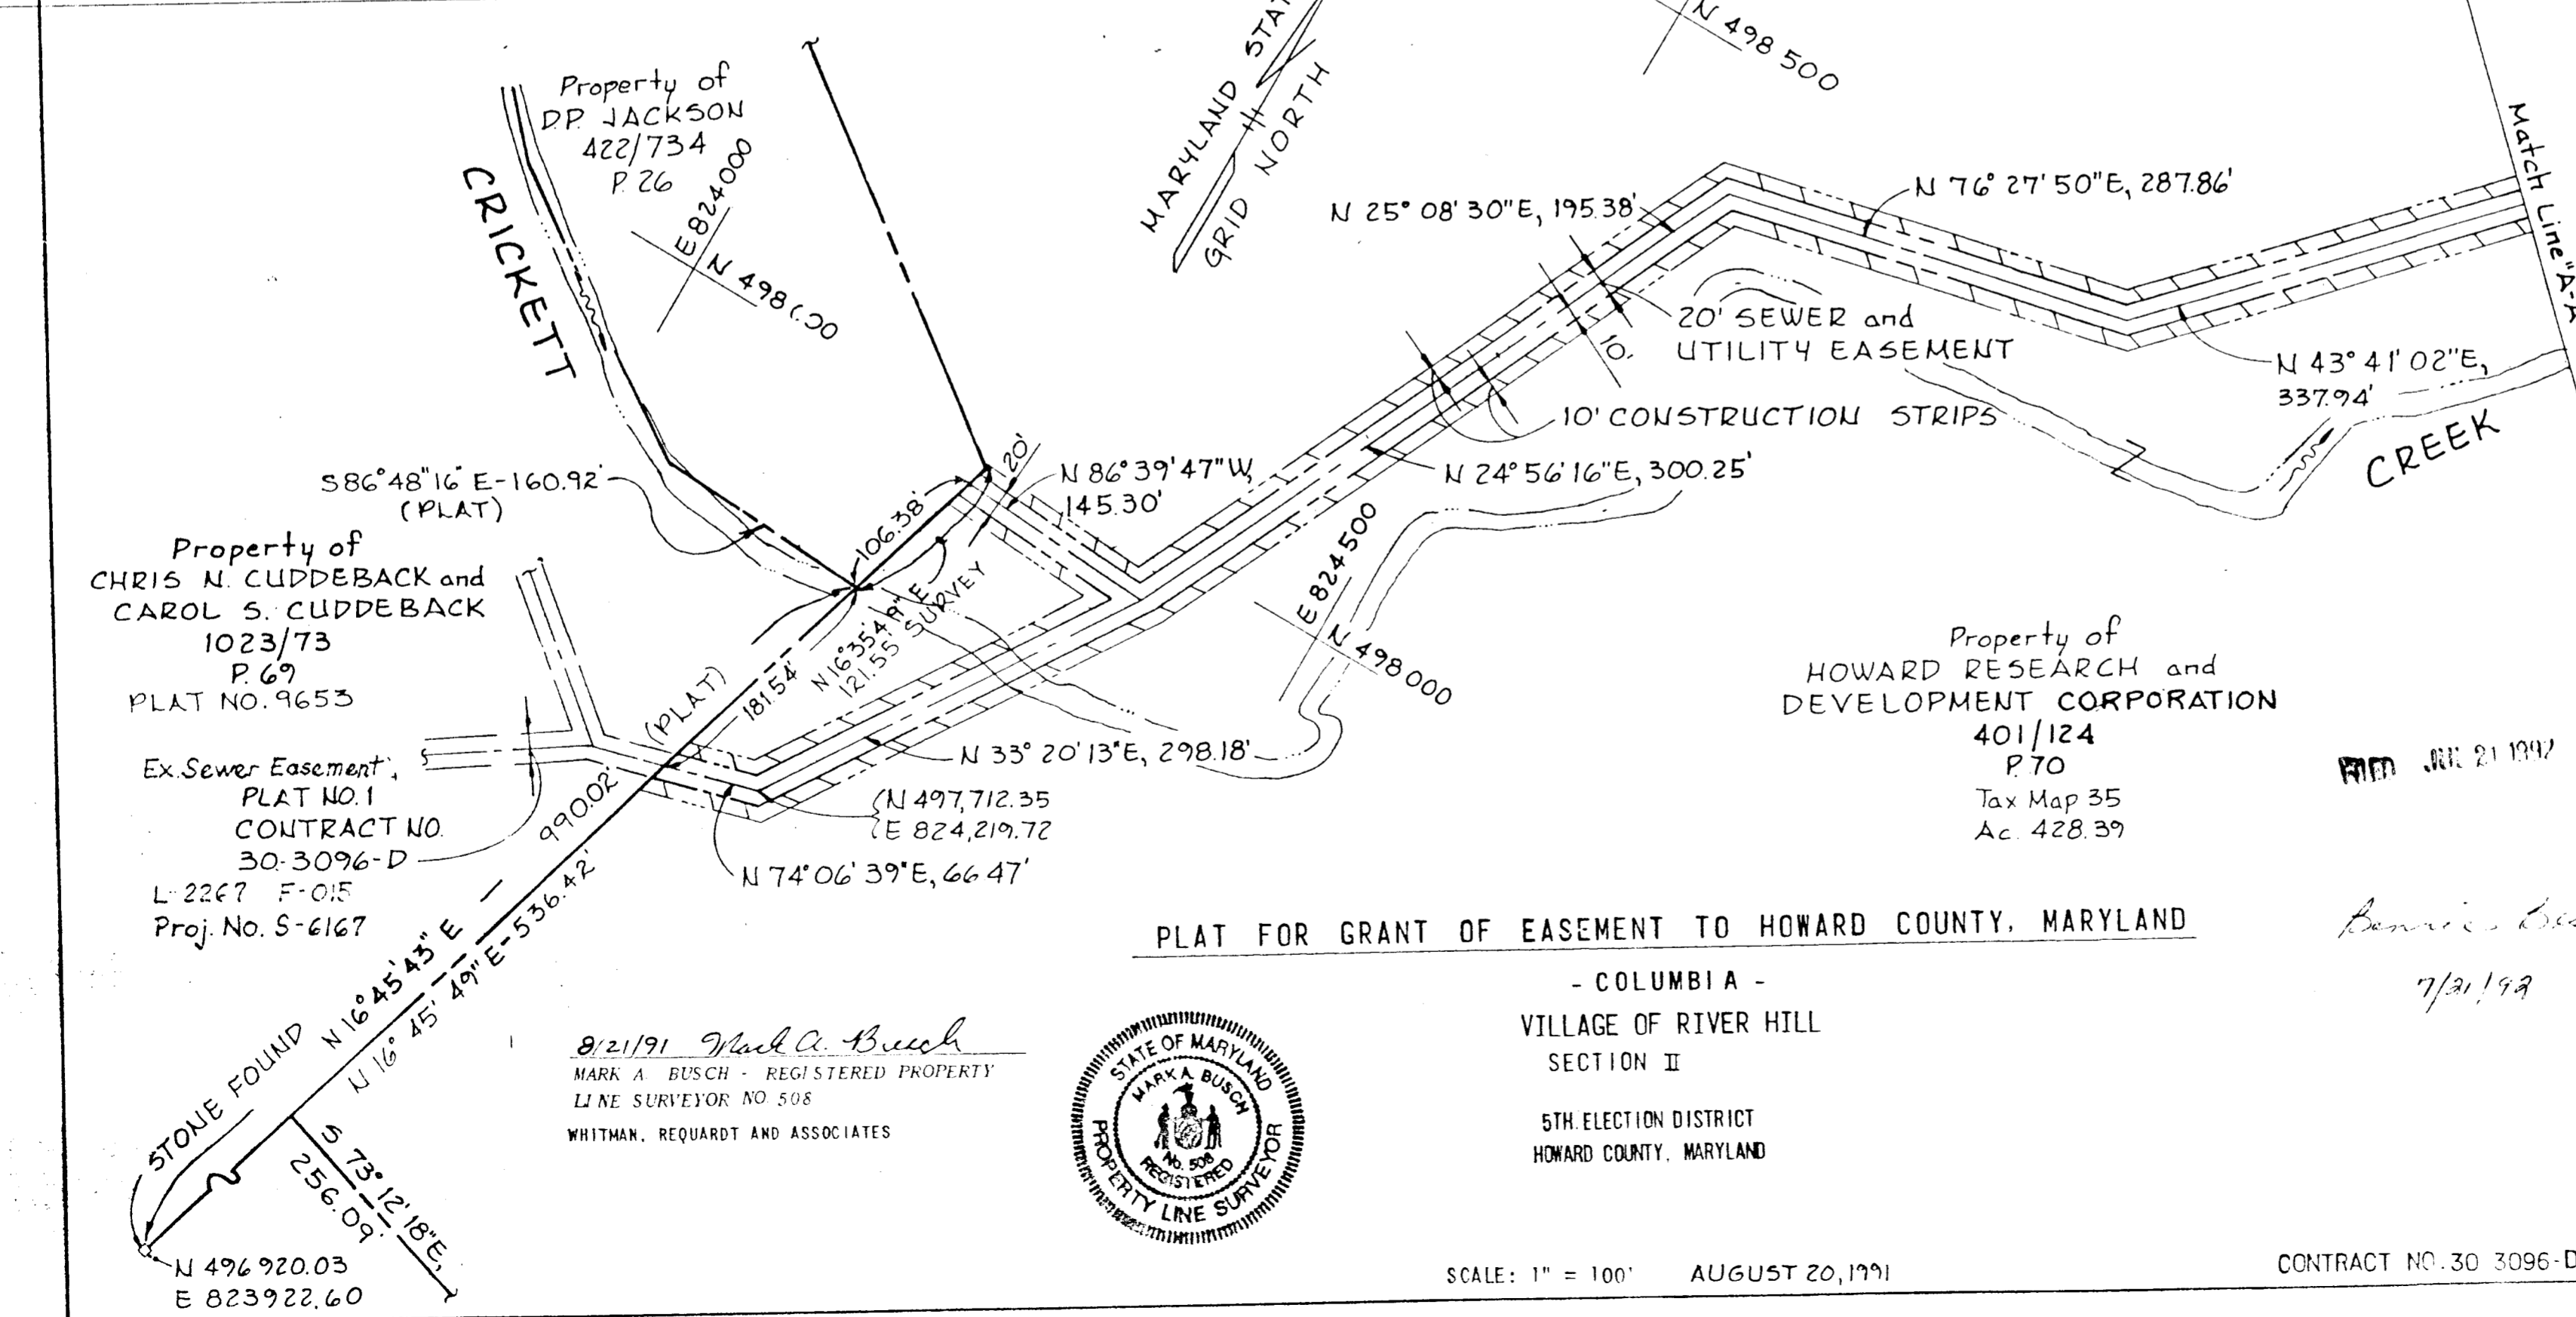 Property of
D.P. JACKSON
422/734
P. 26
CRICKETT
E 824000
MARYLAND
GRID NORTH
N 498 500
N 25° 08' 30"E, 195.38'
N 76° 27' 50"E, 287.86'
Match Line "A-A
20' SEWER and
UTILITY EASEMENT
10'
10' CONSTRUCTION STRIPS
N 43° 41' 02"E,
337.94'
CREEK
N 24° 56' 16"E, 300.25'
20'
N 86° 39' 47"W,
145.30'
106.38'
S86°48"16" E-160.92'
(PLAT)
Property of
CHRIS N. CUDDEBACK and
CAROL S. CUDDEBACK
1023/73
P. 69
PLAT NO. 9653
Ex. Sewer Easement,
PLAT NO. 1
CONTRACT NO.
30-3096-D
L-2267 F-015
Proj. No. S-6167
N 16°35'49" E
121.55 SURVEY
181.54'
(PLAT)
990.02'
E 824500
N 498000
N 33° 20' 13"E, 298.18'
N 497,712.35
E 824,219.72
N 74° 06' 39"E, 66.47'
Property of
HOWARD RESEARCH and
DEVELOPMENT CORPORATION
401/124
P. 70
Tax Map 35
Ac. 428.39
21 1992
N 16° 45' 43" E
N 16° 45' 49" E-536.42'
STONE FOUND
S 73° 12' 18"E,
256.09'
N 496920.03
E 823922.60
PLAT FOR GRANT OF EASEMENT TO HOWARD COUNTY, MARYLAND
- COLUMBIA -
VILLAGE OF RIVER HILL
SECTION II
5TH. ELECTION DISTRICT
HOWARD COUNTY, MARYLAND
7/21/92
8/21/91 Mark A. Busch
MARK A. BUSCH - REGISTERED PROPERTY
LINE SURVEYOR NO. 508
WHITMAN, REQUARDT AND ASSOCIATES
STATE OF MARYLAND
MARK A. BUSCH
No. 508
REGISTERED
PROPERTY LINE SURVEYOR
SCALE: 1" = 100' AUGUST 20, 1991
CONTRACT NO. 30 3096-D